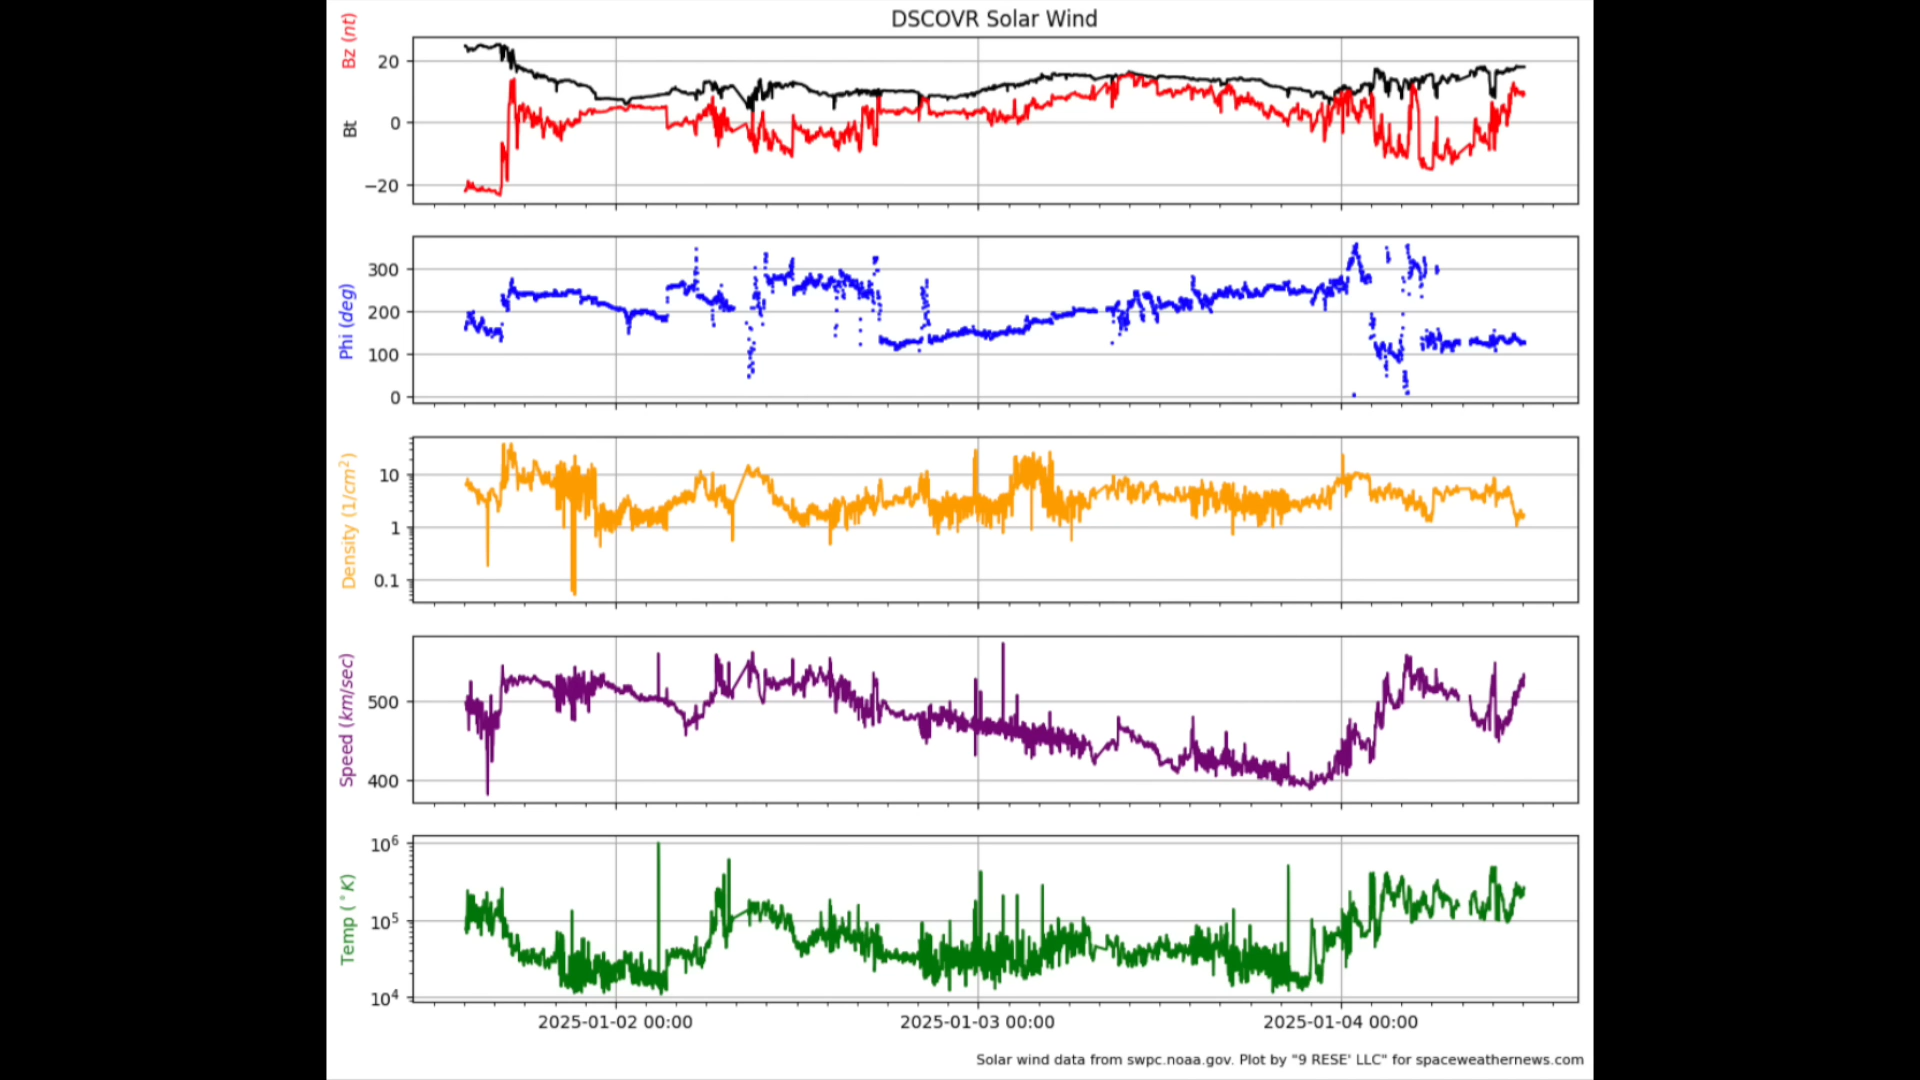 DSCOVR Solar Wind
Bz (nt)
Bt
20
0
−20
Phi (deg)
300
200
100
0
Density (1/cm²)
10
1
0.1
Speed (km/sec)
500
400
Temp (°K)
10⁶
10⁵
10⁴
2025-01-02 00:00
2025-01-03 00:00
2025-01-04 00:00
Solar wind data from swpc.noaa.gov. Plot by "9 RESE' LLC" for spaceweathernews.com